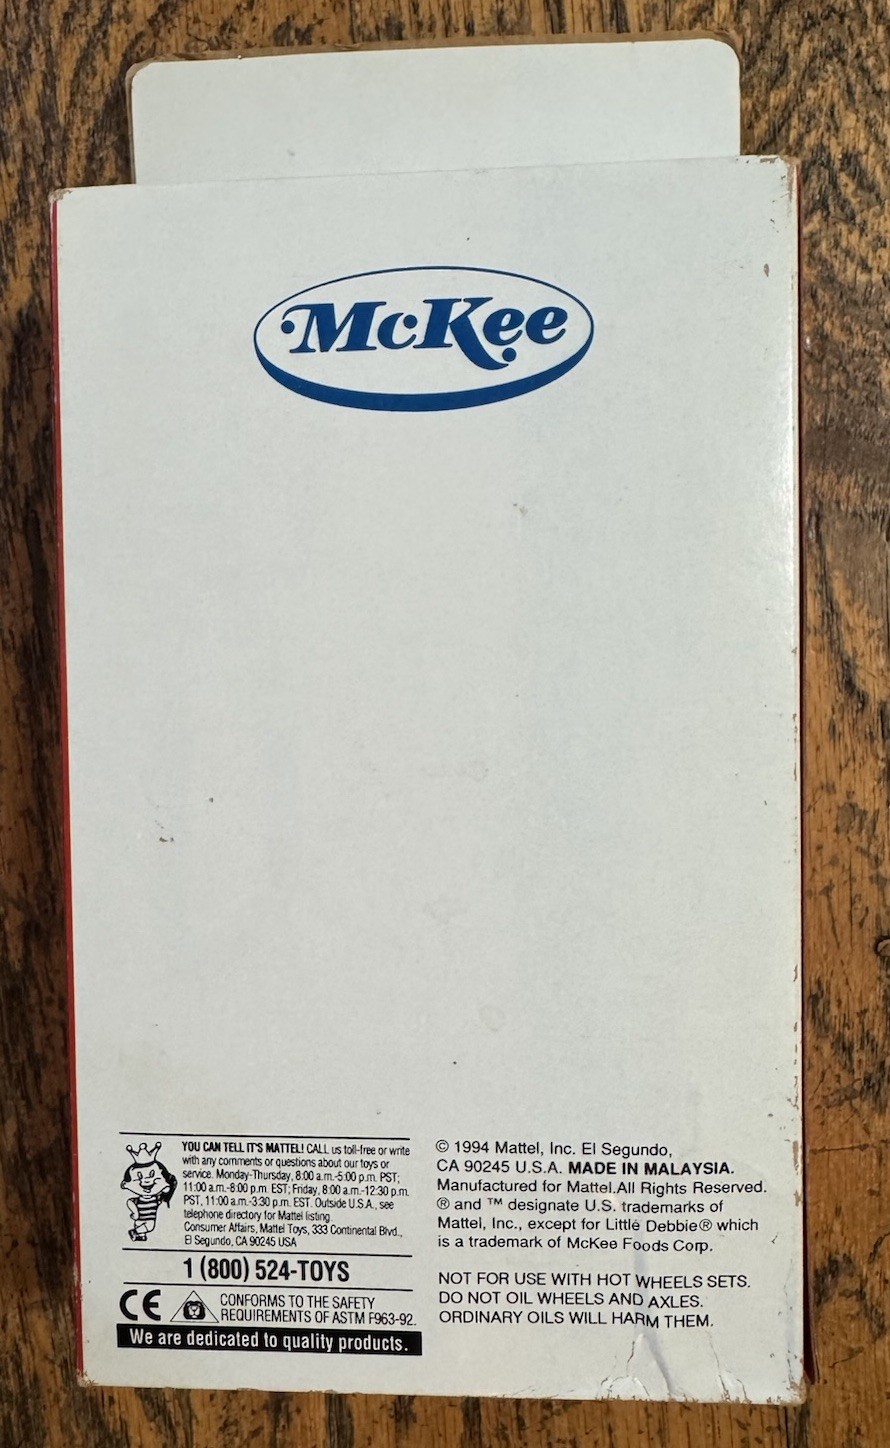 McKee
YOU CAN TELL IT'S MATTEL! CALL us toll-free or write
with any comments or questions about our toys or
service. Monday-Thursday, 8:00 a.m.-5:00 p.m. PST;
11:00 a.m.-8:00 p.m. EST; Friday, 8:00 a.m.-12:30 p.m.
PST, 11:00 a.m.-3:30 p.m. EST. Outside U.S.A., see
telephone directory for Mattel listing.
Consumer Affairs, Mattel Toys, 333 Continental Blvd.,
El Segundo, CA 90245 USA
1 (800) 524-TOYS
CE
CONFORMS TO THE SAFETY
REQUIREMENTS OF ASTM F963-92.
We are dedicated to quality products.
© 1994 Mattel, Inc. El Segundo,
CA 90245 U.S.A. MADE IN MALAYSIA.
Manufactured for Mattel.All Rights Reserved.
® and ™ designate U.S. trademarks of
Mattel, Inc., except for Little Debbie® which
is a trademark of McKee Foods Corp.
NOT FOR USE WITH HOT WHEELS SETS.
DO NOT OIL WHEELS AND AXLES.
ORDINARY OILS WILL HARM THEM.